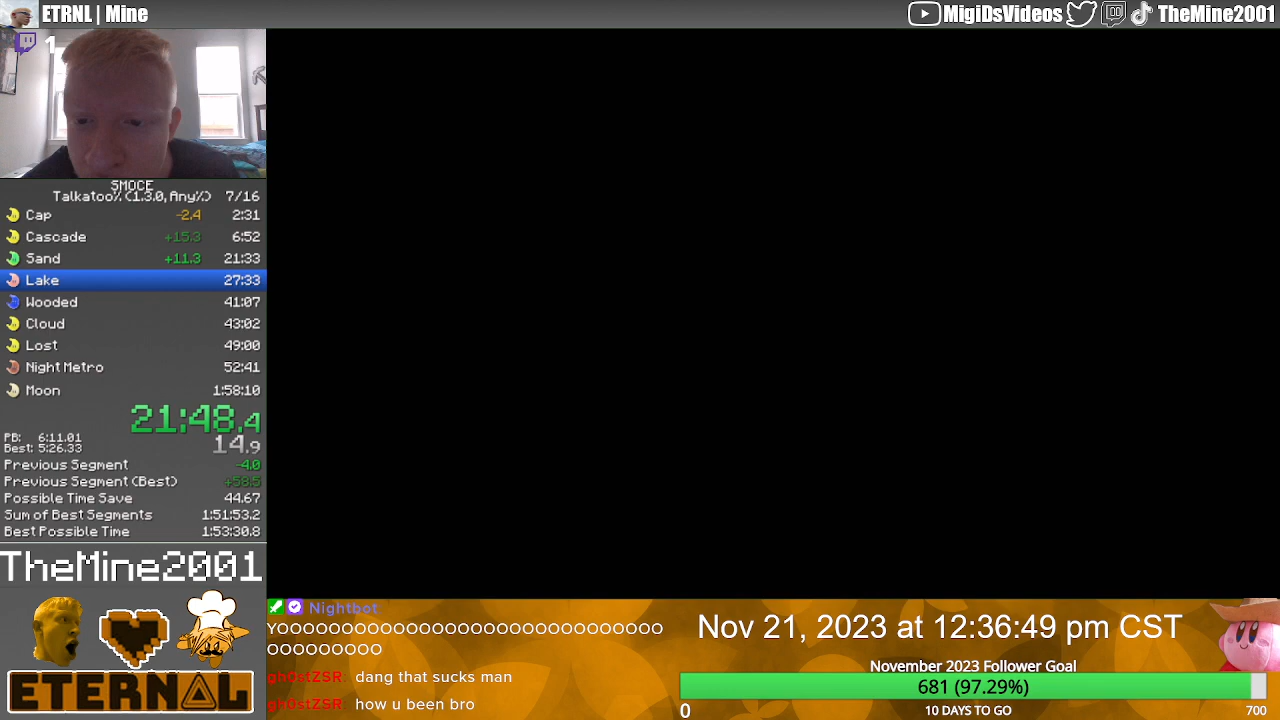 ETRNL | Mine
MigiDsVideos
TheMine2001
1
SMOCE
Talkatoo% (1.3.0, Any%) 7/16
Cap -2.4 2:31
Cascade +15.3 6:52
Sand +11.3 21:33
Lake 27:33
Wooded 41:07
Cloud 43:02
Lost 49:00
Night Metro 52:41
Moon 1:58:10
21:48.4
PB: 6:11.01
14.9
Best: 5:26.33
Previous Segment -4.0
Previous Segment (Best) +58.5
Possible Time Save 44.67
Sum of Best Segments 1:51:53.2
Best Possible Time 1:53:30.8
TheMine2001
ETERNAL
Nightbot
YOOOOOOOOOOOOOOOOOOOOOOOOOOOOOO
OOOOOOOOO
gh0stZSR: dang that sucks man
gh0stZSR: how u been bro
Nov 21, 2023 at 12:36:49 pm CST
November 2023 Follower Goal
681 (97.29%)
0 10 DAYS TO GO 700